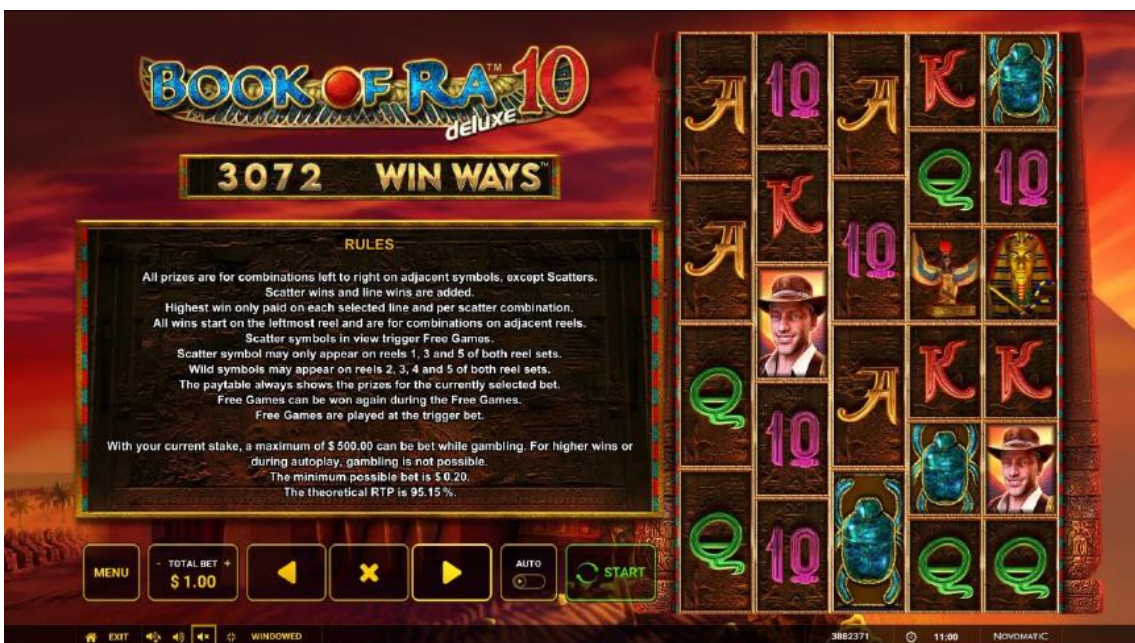 BOOK OF RA™ 10
deluxe
3072 WIN WAYS™
RULES
All prizes are for combinations left to right on adjacent symbols, except Scatters.
Scatter wins and line wins are added.
Highest win only paid on each selected line and per scatter combination.
All wins start on the leftmost reel and are for combinations on adjacent reels.
Scatter symbols in view trigger Free Games.
Scatter symbol may only appear on reels 1, 3 and 5 of both reel sets.
Wild symbols may appear on reels 2, 3, 4 and 5 of both reel sets.
The paytable always shows the prizes for the currently selected bet.
Free Games can be won again during the Free Games.
Free Games are played at the trigger bet.
With your current stake, a maximum of $ 500.00 can be bet while gambling. For higher wins or
during autoplay, gambling is not possible.
The minimum possible bet is $ 0.20.
The theoretical RTP is 95.15%.
A 10 A K
Q 10
K
A 10
A K K
Q 10
Q 10 Q Q
MENU
- TOTAL BET +
$ 1.00
AUTO
START
EXIT
WINDOWED
3882371
11:00
NOVOMATIC